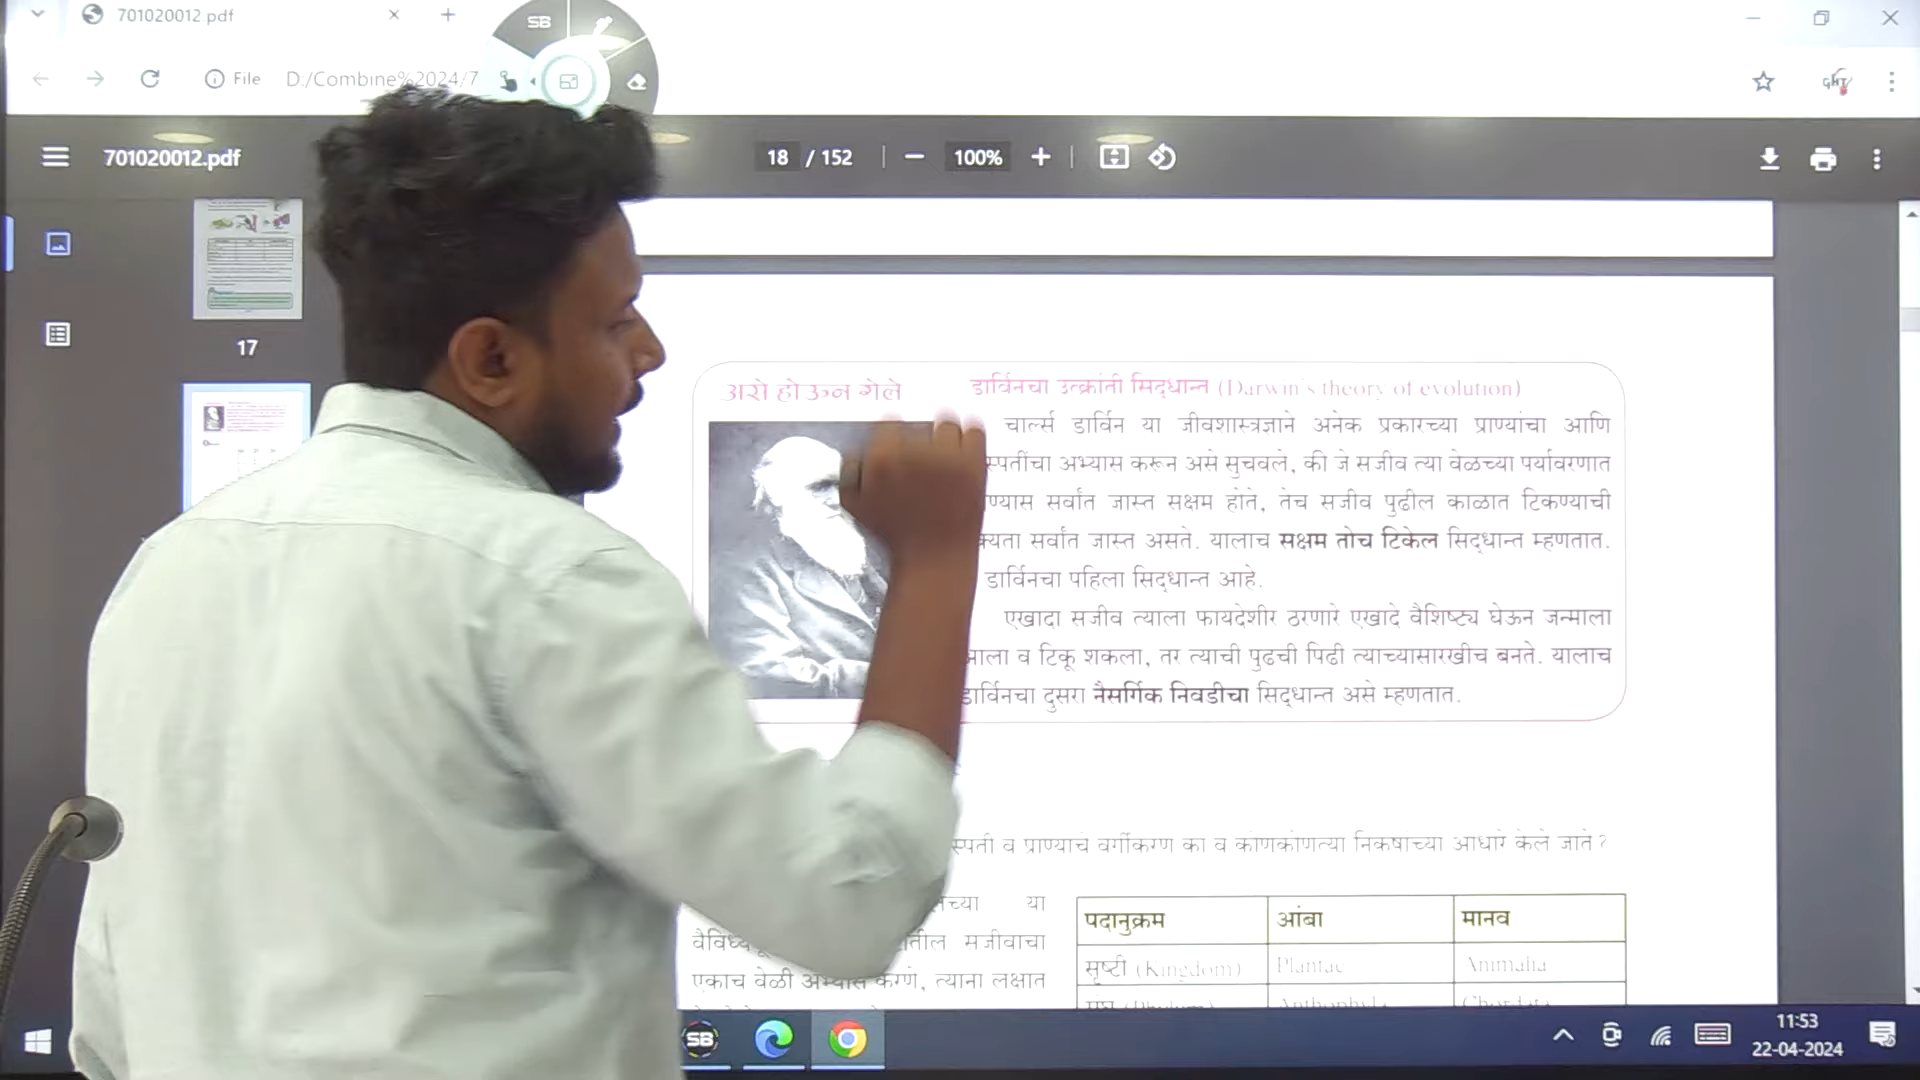 701020012 pdf
SB
File D:/Combine%2024/7
701020012.pdf 18 / 152 100%
17
असे होऊन गेले डार्विनचा उत्क्रांती सिद्धान्त (Darwin's theory of evolution)
चार्ल्स डार्विन या जीवशास्त्रज्ञाने अनेक प्रकारच्या प्राण्यांचा आणि
स्पतींचा अभ्यास करून असे सुचवले, की जे सजीव त्या वेळच्या पर्यावरणात
ण्यास सर्वांत जास्त सक्षम होते, तेच सजीव पुढील काळात टिकण्याची
क्यता सर्वांत जास्त असते. यालाच सक्षम तोच टिकेल सिद्धान्त म्हणतात.
डार्विनचा पहिला सिद्धान्त आहे.
एखादा सजीव त्याला फायदेशीर ठरणारे एखादे वैशिष्ट्य घेऊन जन्माला
आला व टिकू शकला, तर त्याची पुढची पिढी त्याच्यासारखीच बनते. यालाच
डार्विनचा दुसरा नैसर्गिक निवडीचा सिद्धान्त असे म्हणतात.
स्पती व प्राण्यांचे वर्गीकरण का व कोणकोणत्या निकषांच्या आधारे केले जाते ?
च्या या
तील सजीवांचा
एकाच वेळी अभ्यास करणे, त्यांना लक्षात
पदानुक्रम आंबा मानव
सृष्टी (Kingdom) Plantae Animalia
SB
11:53
22-04-2024